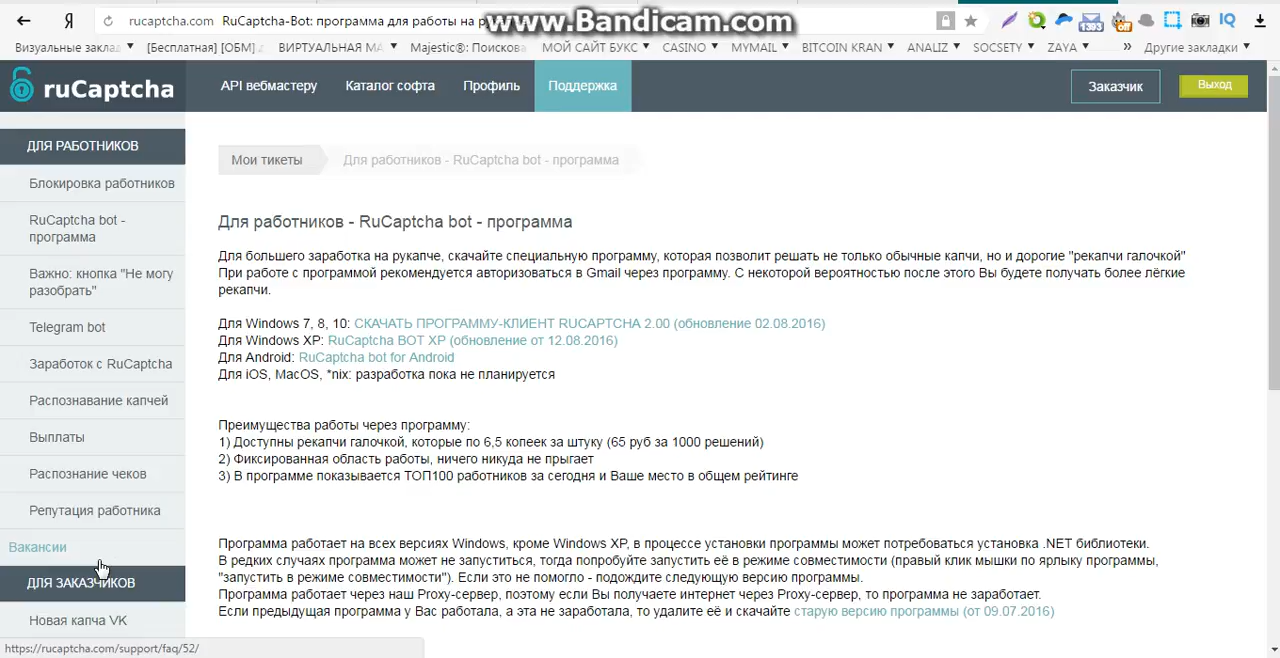 rucaptcha.com RuCaptcha-Bot: программа для работы на р
www.Bandicam.com
Визуальные заклад
[Бесплатная] [ОБМ]
ВИРТУАЛЬНАЯ МА
Majestic®: Поискова
МОЙ САЙТ БУКС
CASINO
MYMAIL
BITCOIN KRAN
ANALIZ
SOCSETY
ZAYA
»
Другие закладки
ruCaptcha
API вебмастеру
Каталог софта
Профиль
Поддержка
Заказчик
Выход
ДЛЯ РАБОТНИКОВ
Блокировка работников
RuCaptcha bot -
программа
Важно: кнопка "Не могу
разобрать"
Telegram bot
Заработок с RuCaptcha
Распознавание капчей
Выплаты
Распознание чеков
Репутация работника
Вакансии
ДЛЯ ЗАКАЗЧИКОВ
Новая капча VK
https://rucaptcha.com/support/faq/52/
Мои тикеты
Для работников - RuCaptcha bot - программа
Для работников - RuCaptcha bot - программа
Для большего заработка на рукапче, скачайте специальную программу, которая позволит решать не только обычные капчи, но и дорогие "рекапчи галочкой"
При работе с программой рекомендуется авторизоваться в Gmail через программу. С некоторой вероятностью после этого Вы будете получать более лёгкие
рекапчи.
Для Windows 7, 8, 10: СКАЧАТЬ ПРОГРАММУ-КЛИЕНТ RUCAPTCHA 2.00 (обновление 02.08.2016)
Для Windows XP: RuCaptcha BOT XP (обновление от 12.08.2016)
Для Android: RuCaptcha bot for Android
Для iOS, MacOS, *nix: разработка пока не планируется
Преимущества работы через программу:
1) Доступны рекапчи галочкой, которые по 6,5 копеек за штуку (65 руб за 1000 решений)
2) Фиксированная область работы, ничего никуда не прыгает
3) В программе показывается ТОП100 работников за сегодня и Ваше место в общем рейтинге
Программа работает на всех версиях Windows, кроме Windows XP, в процессе установки программы может потребоваться установка .NET библиотеки.
В редких случаях программа может не запуститься, тогда попробуйте запустить её в режиме совместимости (правый клик мышки по ярлыку программы,
"запустить в режиме совместимости"). Если это не помогло - подождите следующую версию программы.
Программа работает через наш Proxy-сервер, поэтому если Вы получаете интернет через Proxy-сервер, то программа не заработает.
Если предыдущая программа у Вас работала, а эта не заработала, то удалите её и скачайте старую версию программы (от 09.07.2016)